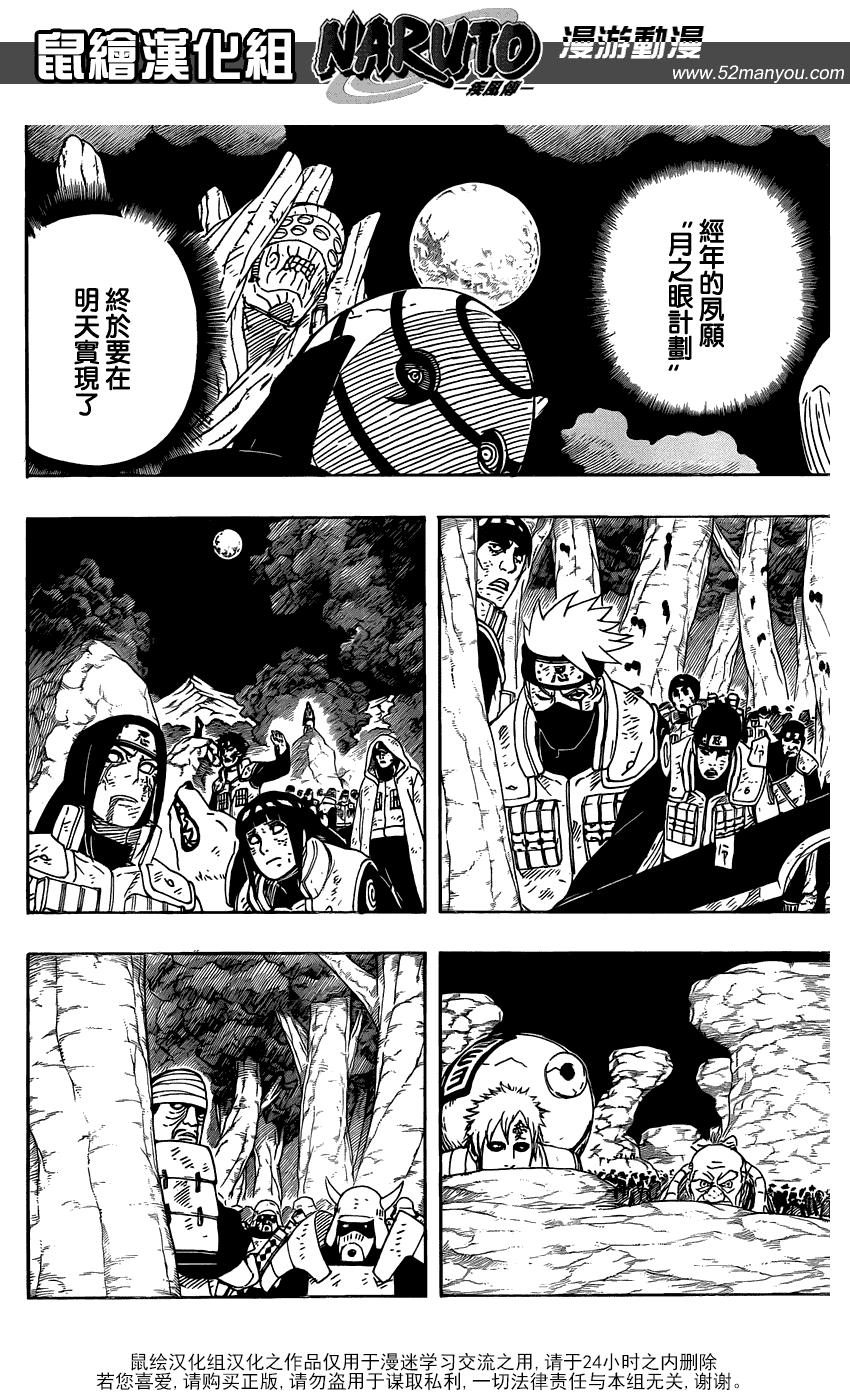 鼠繪漢化組
NARUTO
疾風傳
漫游動漫
www.52manyou.com
經年的夙願
“月之眼計劃”
終於要在
明天實現了
忍
忍
愛
鼠绘汉化组汉化之作品仅用于漫迷学习交流之用,请于24小时之内删除
若您喜爱,请购买正版,请勿盗用于谋取私利,一切法律责任与本组无关,谢谢。